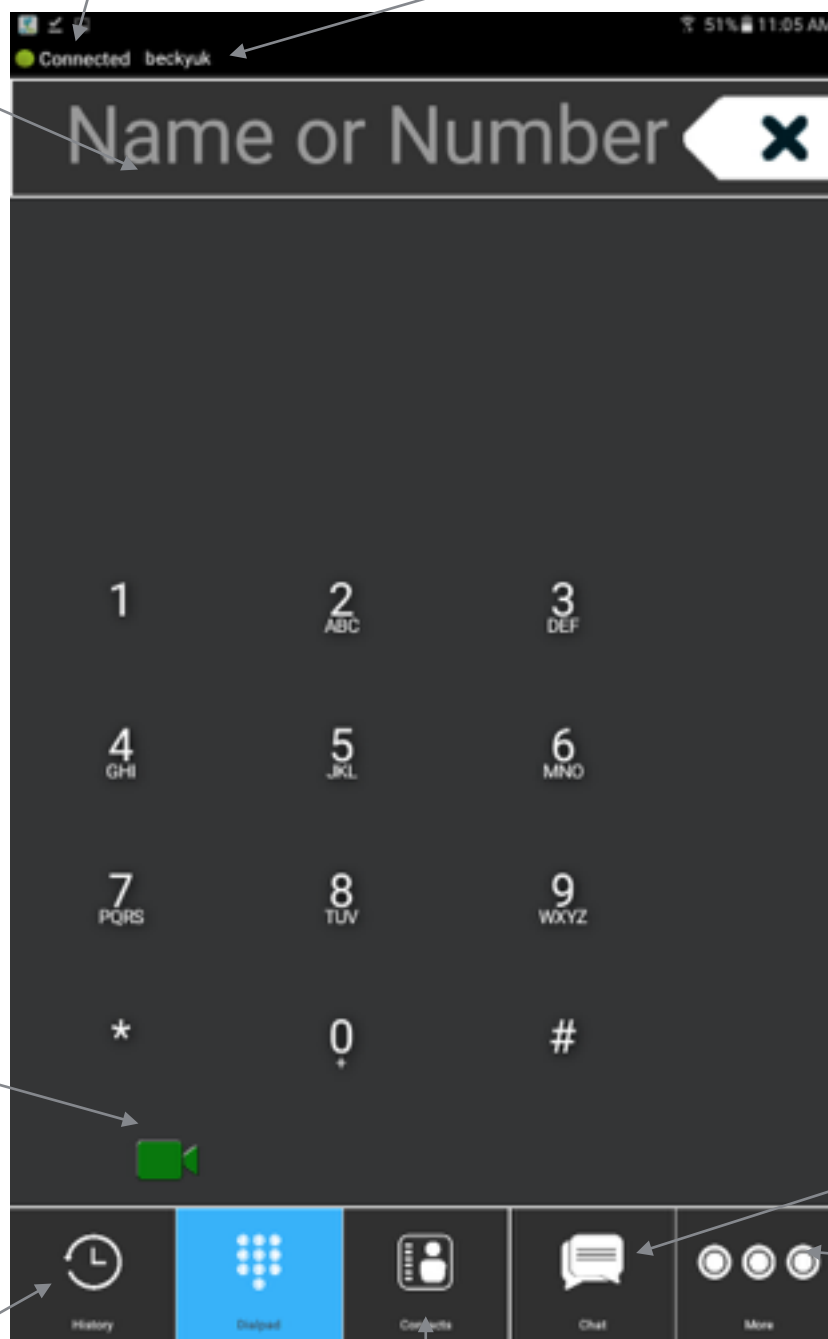 51% 11:05 AM
Connected beckyuk
Name or Number
1 2 3
ABC DEF
4 5 6
GHI JKL MNO
7 8 9
PQRS TUV WXYZ
* 0 #
+
History Dialpad Contacts Chat More